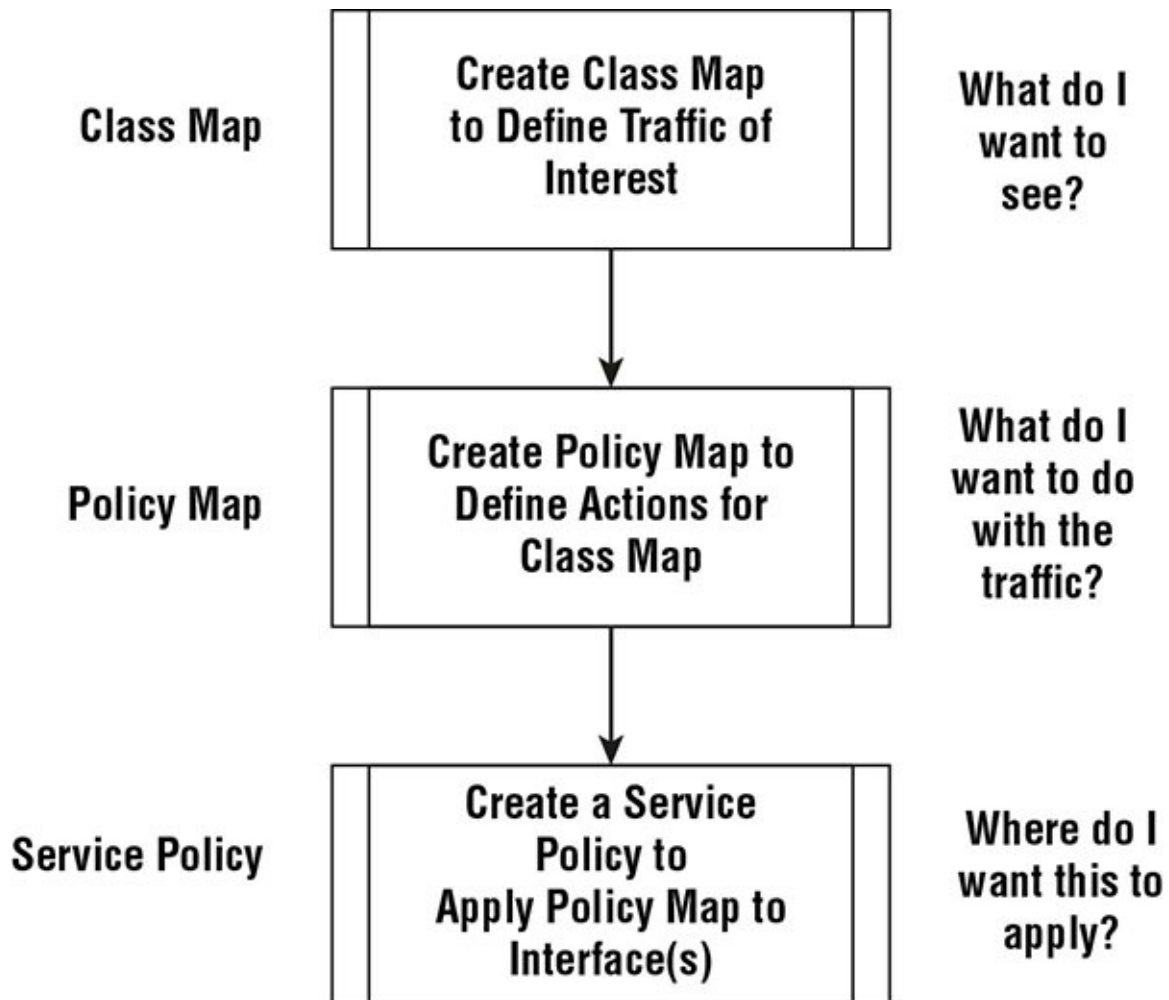 Class Map
Create Class Map
to Define Traffic of
Interest
What do I
want to
see?
Policy Map
Create Policy Map to
Define Actions for
Class Map
What do I
want to do
with the
traffic?
Service Policy
Create a Service
Policy to
Apply Policy Map to
Interface(s)
Where do I
want this to
apply?